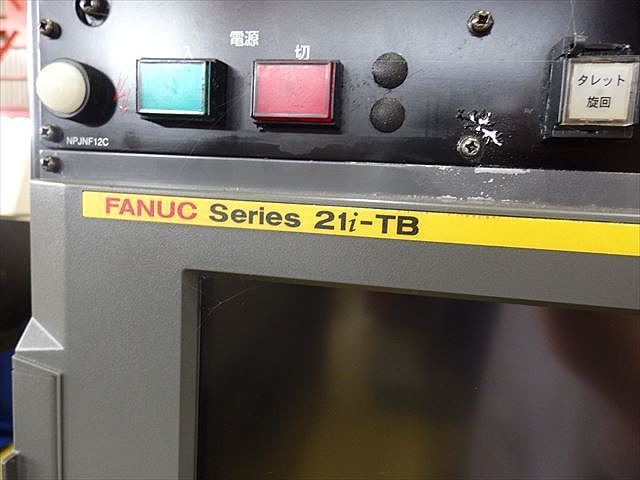 電源
入
切
タレット
旋回
NPJNF12C
FANUC Series 21i-TB